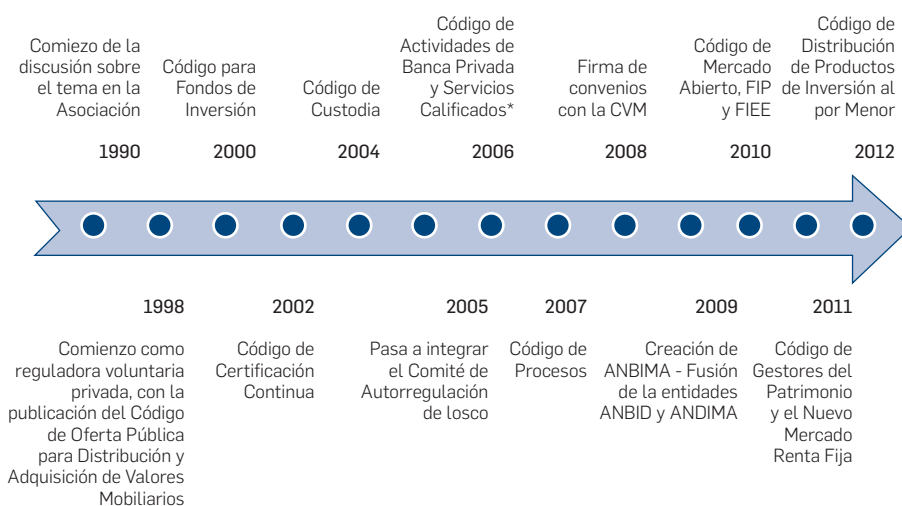 Comiezo de la
discusión sobre
el tema en la
Asociación
1990
Código para
Fondos de
Inversión
2000
Código de
Custodia
2004
Código de
Actividades de
Banca Privada
y Servicios
Calificados*
2006
Firma de
convenios
con la CVM
2008
Código de
Mercado
Abierto, FIP
y FIEE
2010
Código de
Distribución
de Productos
de Inversión al
por Menor
2012
1998
Comienzo como
reguladora voluntaria
privada, con la
publicación del Código
de Oferta Pública
para Distribución y
Adquisición de Valores
Mobiliarios
2002
Código de
Certificación
Continua
2005
Pasa a integrar
el Comité de
Autorregulación
de losco
2007
Código de
Procesos
2009
Creación de
ANBIMA - Fusión
de la entidades
ANBID y ANDIMA
2011
Código de
Gestores del
Patrimonio
y el Nuevo
Mercado
Renta Fija